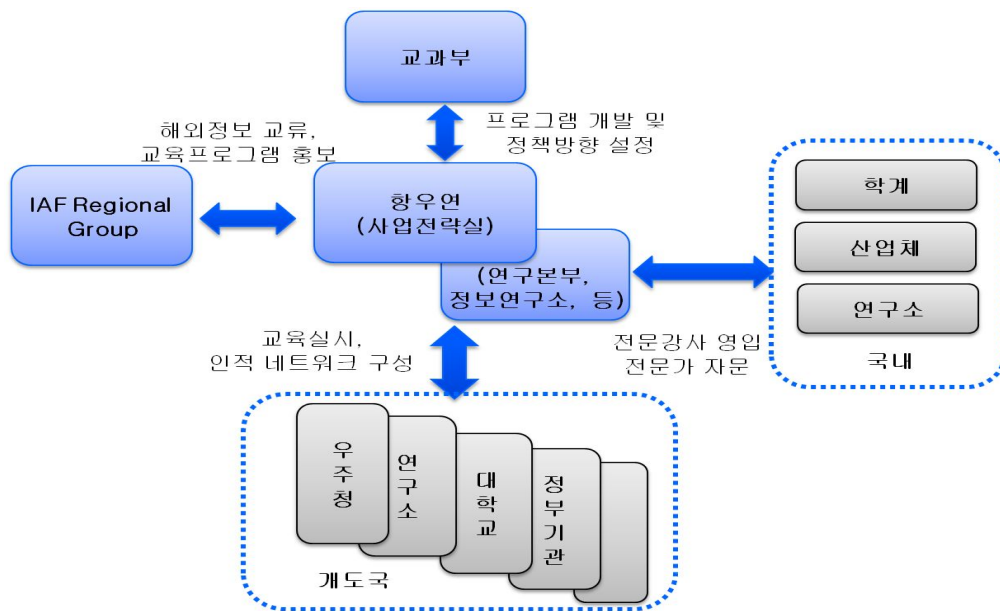 교과부
해외정보 교류,
교육프로그램 홍보
프로그램 개발 및
정책방향 설정
IAF Regional
Group
항우연
(사업전략실)
(연구본부,
정보연구소, 등)
학계
산업체
연구소
국내
교육실시,
인적 네트워크 구성
전문강사 영입
전문가 자문
우주청
연구소
대학교
정부기관
개도국